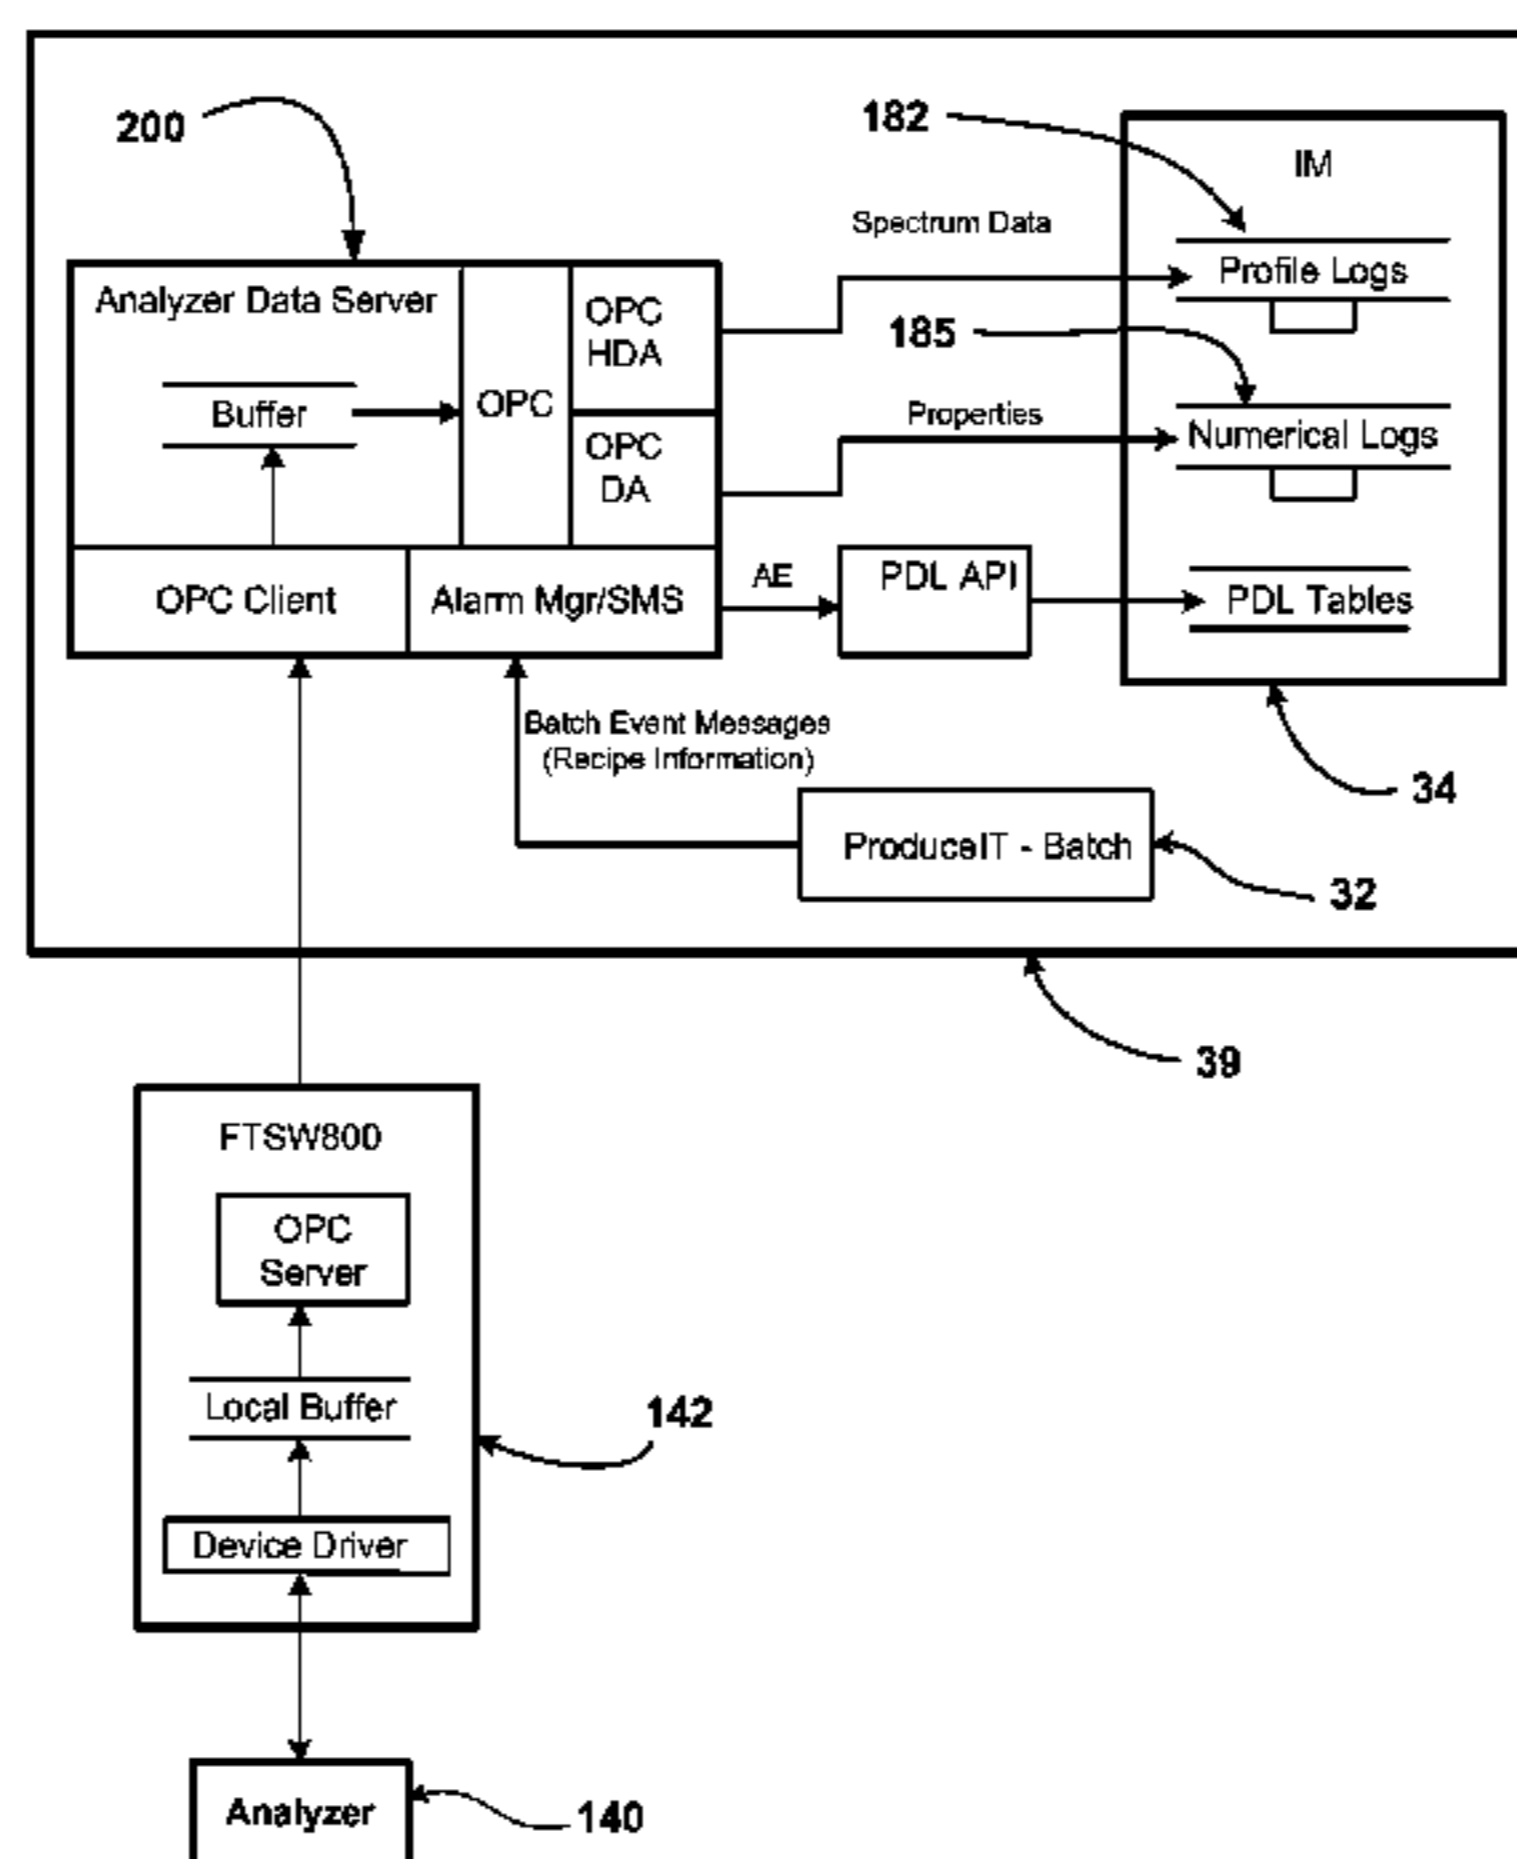 200
182
IM
Spectrum Data
Profile Logs
Analyzer Data Server
OPC
HDA
185
Buffer
OPC
Properties
Numerical Logs
OPC
DA
OPC Client
Alarm Mgr/SMS
AE
PDL API
PDL Tables
Batch Event Messages
(Recipe Information)
34
ProduceIT - Batch
32
39
FTSW800
OPC
Server
Local Buffer
142
Device Driver
Analyzer
140